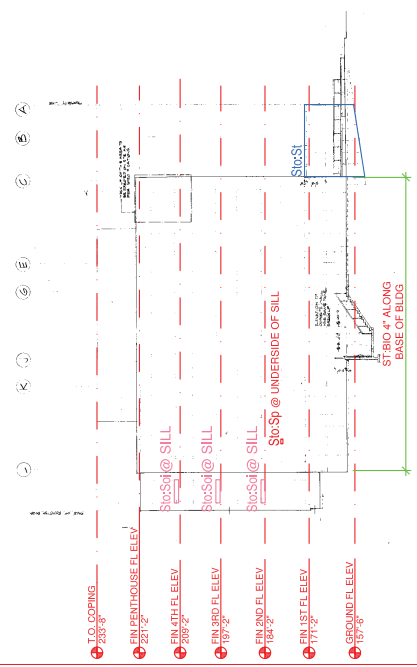 A
B
C
E
G
J
K
Sto:St
Sto:Sp @ UNDERSIDE OF SILL
ST:BIO 4" ALONG
BASE OF BLDG
Sto:Soi @ SILL
Sto:Soi @ SILL
Sto:Soi @ SILL
T.O. COPING
233'-8"
FIN PENTHOUSE FL ELEV
221'-2"
FIN 4TH FL ELEV
209'-2"
FIN 3RD FL ELEV
197'-2"
FIN 2ND FL ELEV
184'-2"
FIN 1ST FL ELEV
171'-2"
GROUND FL ELEV
157'-6"